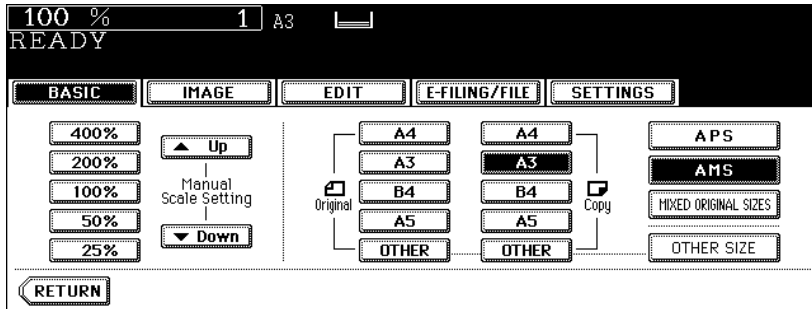 100 % 1 A3
READY
BASIC IMAGE EDIT E-FILING/FILE SETTINGS
400%
200%
100%
50%
25%
Up
Manual
Scale Setting
Down
Original
A4
A3
B4
A5
OTHER
A4
A3
B4
A5
OTHER
Copy
APS
AMS
MIXED ORIGINAL SIZES
OTHER SIZE
RETURN